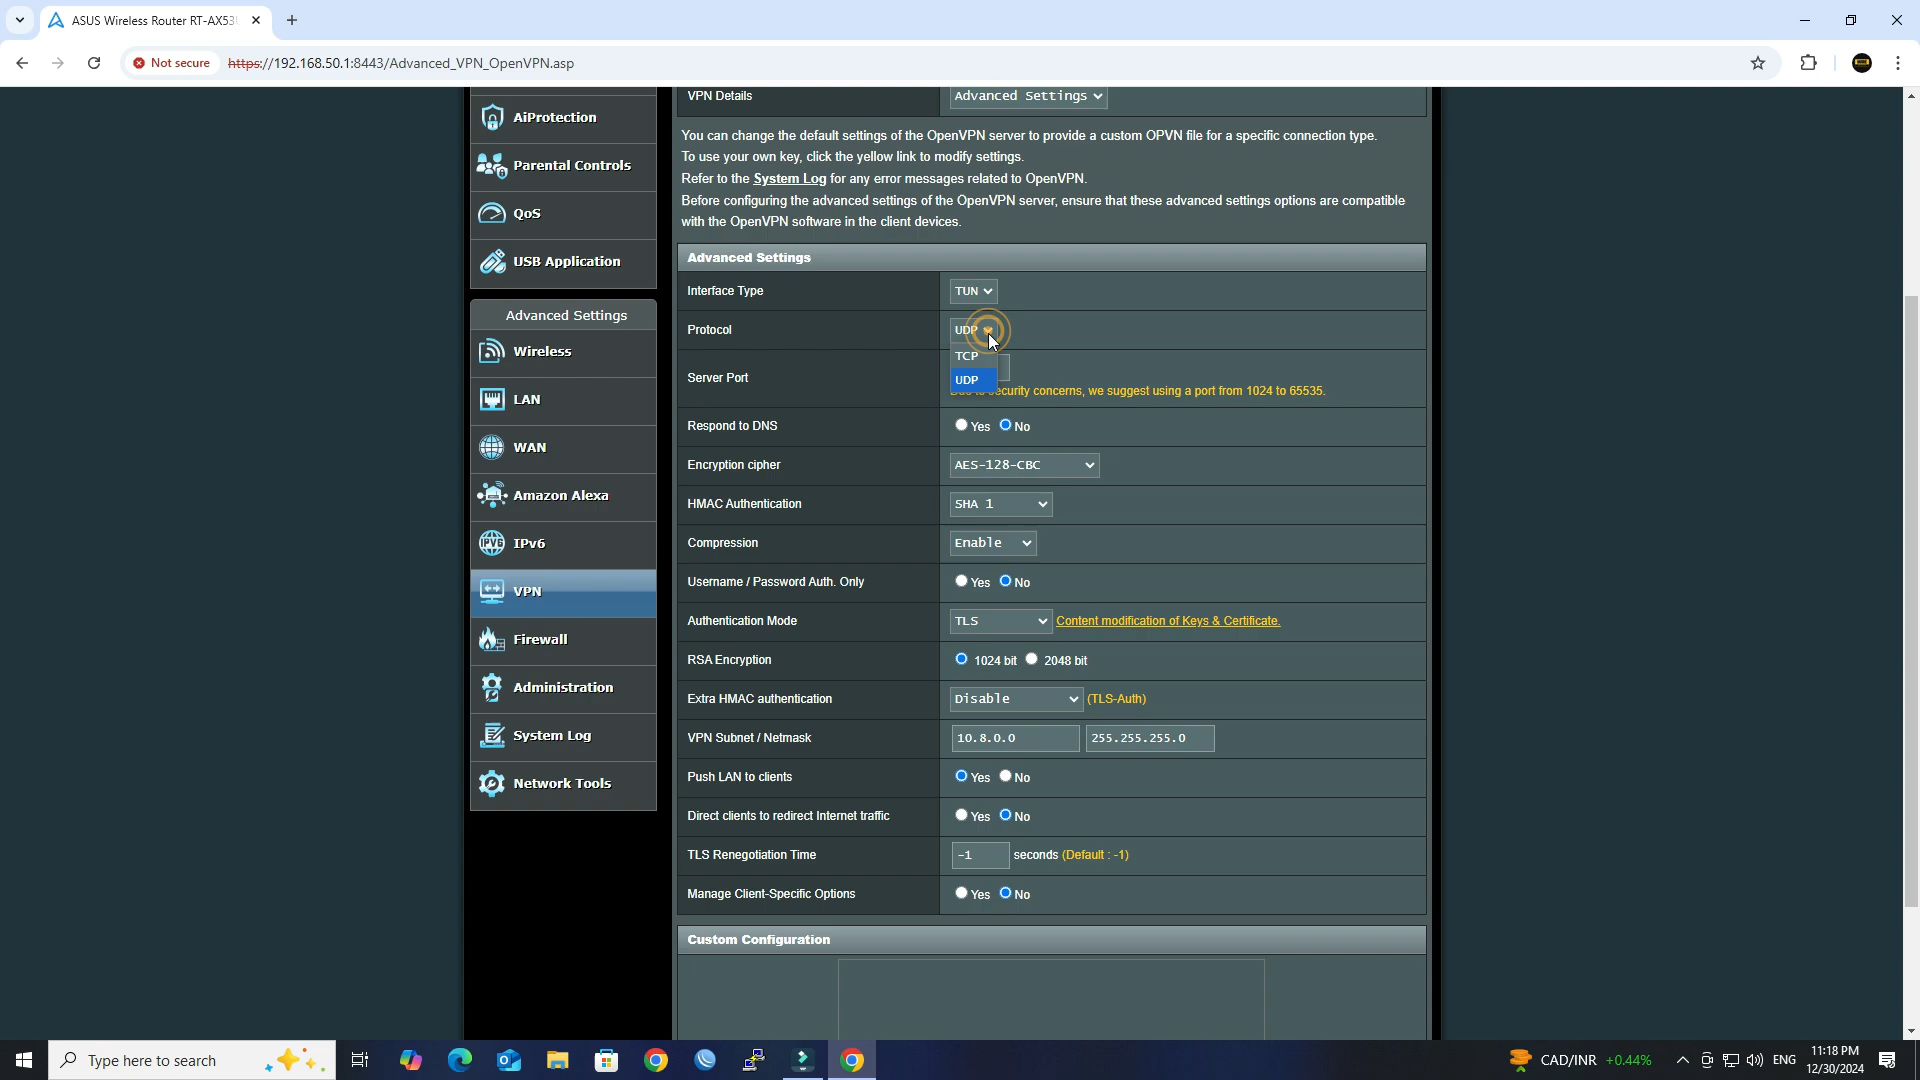 ASUS Wireless Router RT-AX53U
Not secure
https://192.168.50.1:8443/Advanced_VPN_OpenVPN.asp
AiProtection
Parental Controls
QoS
USB Application
Advanced Settings
Wireless
LAN
WAN
Amazon Alexa
IPv6
VPN
Firewall
Administration
System Log
Network Tools
VPN Details
Advanced Settings
You can change the default settings of the OpenVPN server to provide a custom OPVN file for a specific connection type.
To use your own key, click the yellow link to modify settings.
Refer to the System Log for any error messages related to OpenVPN.
Before configuring the advanced settings of the OpenVPN server, ensure that these advanced settings options are compatible
with the OpenVPN software in the client devices.
Advanced Settings
Interface Type TUN
Protocol UDP
TCP
UDP
Server Port
security concerns, we suggest using a port from 1024 to 65535.
Respond to DNS Yes No
Encryption cipher AES-128-CBC
HMAC Authentication SHA 1
Compression Enable
Username / Password Auth. Only Yes No
Authentication Mode TLS Content modification of Keys & Certificate.
RSA Encryption 1024 bit 2048 bit
Extra HMAC authentication Disable (TLS-Auth)
VPN Subnet / Netmask 10.8.0.0 255.255.255.0
Push LAN to clients Yes No
Direct clients to redirect Internet traffic Yes No
TLS Renegotiation Time -1 seconds (Default : -1)
Manage Client-Specific Options Yes No
Custom Configuration
Type here to search
CAD/INR +0.44%
ENG
11:18 PM
12/30/2024